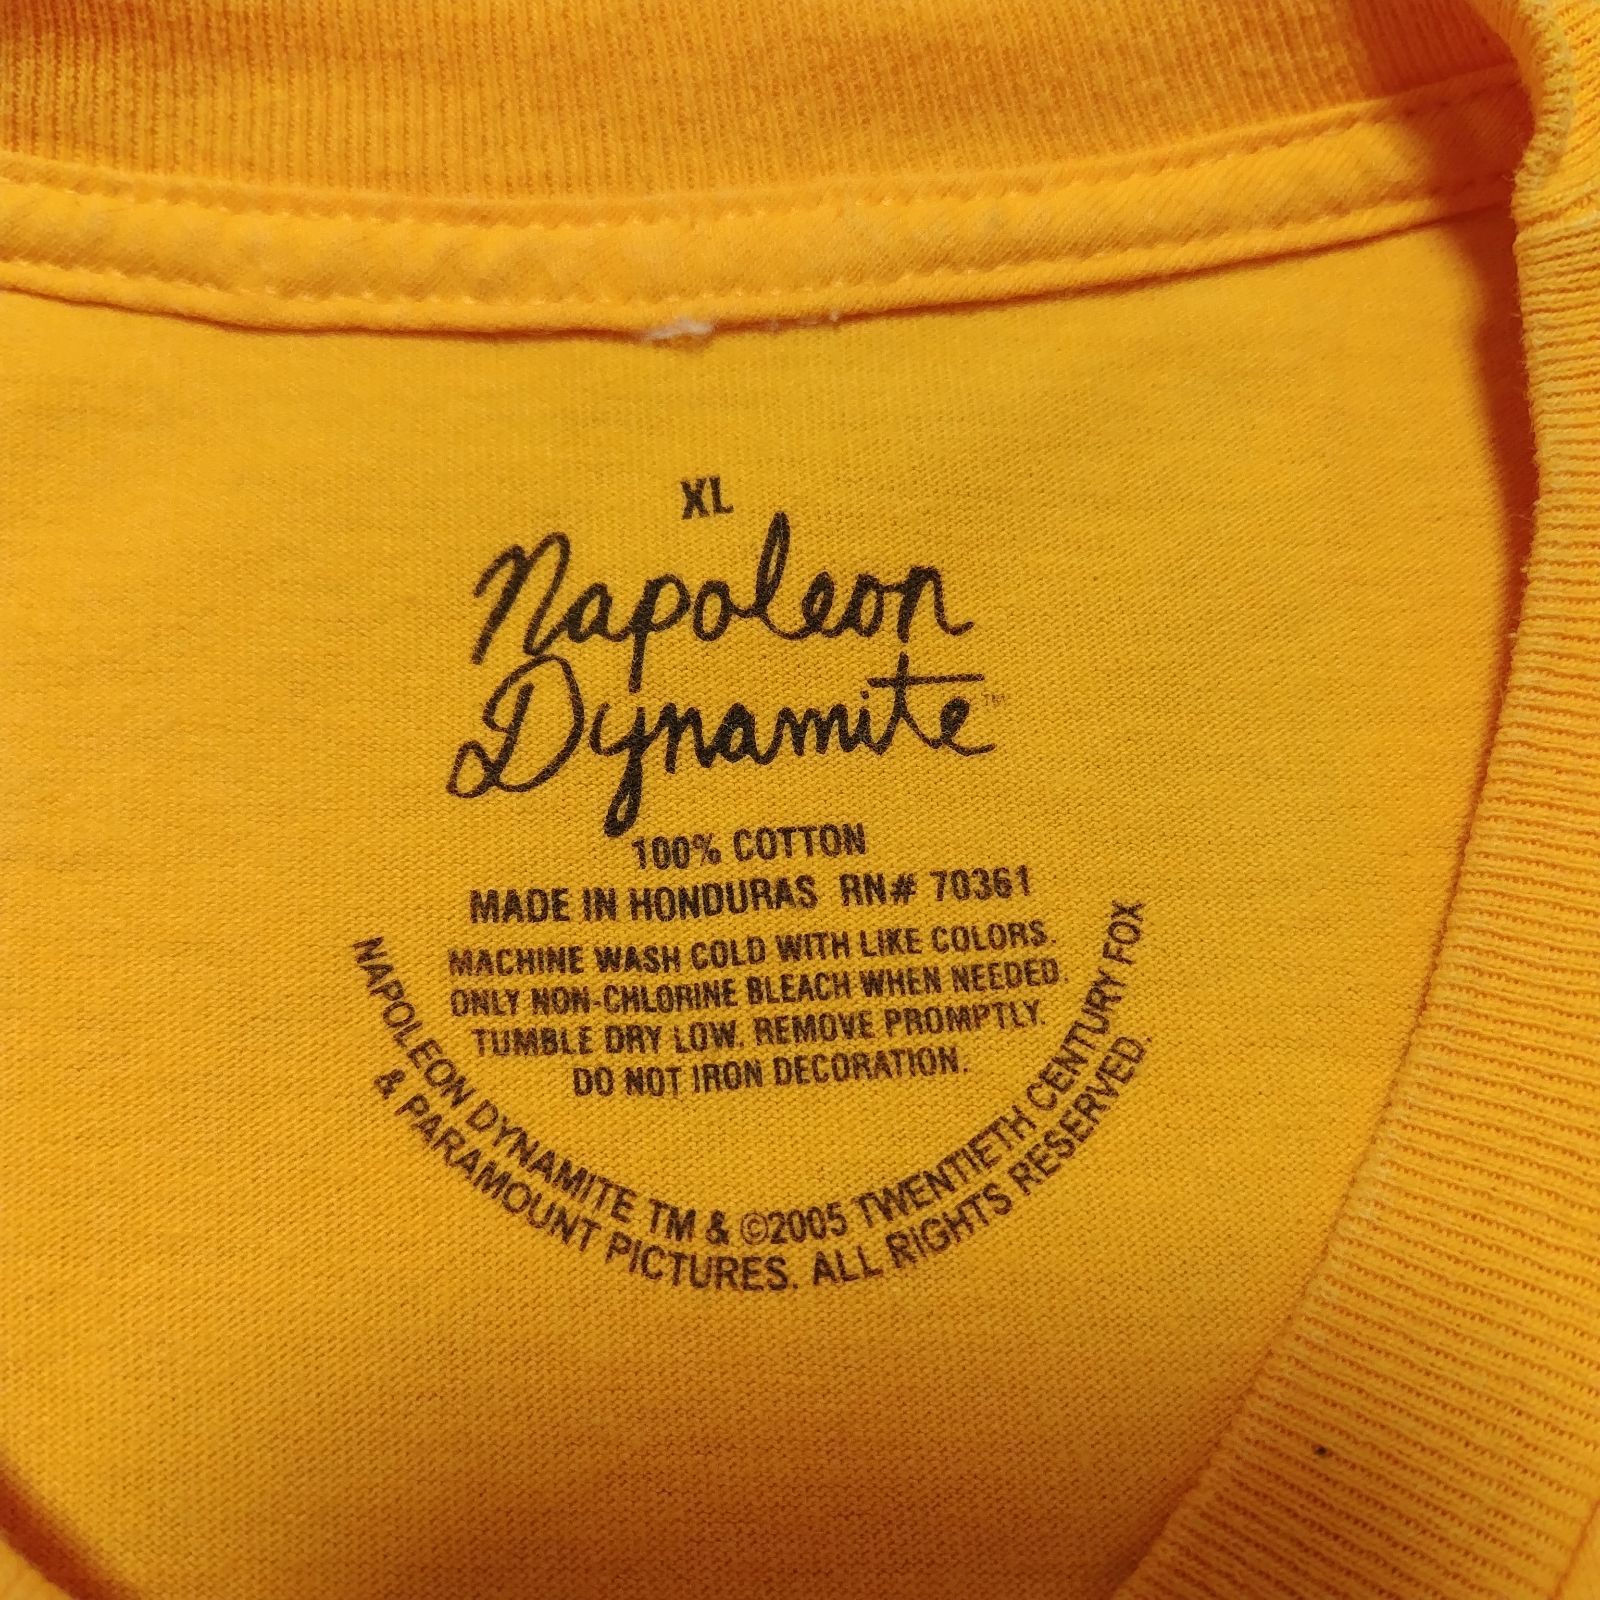 XL
Napoleon
Dynamite™
100% COTTON
MADE IN HONDURAS RN# 70361
MACHINE WASH COLD WITH LIKE COLORS.
ONLY NON-CHLORINE BLEACH WHEN NEEDED.
TUMBLE DRY LOW. REMOVE PROMPTLY.
DO NOT IRON DECORATION.
NAPOLEON DYNAMITE TM & ©2005 TWENTIETH CENTURY FOX
& PARAMOUNT PICTURES. ALL RIGHTS RESERVED.